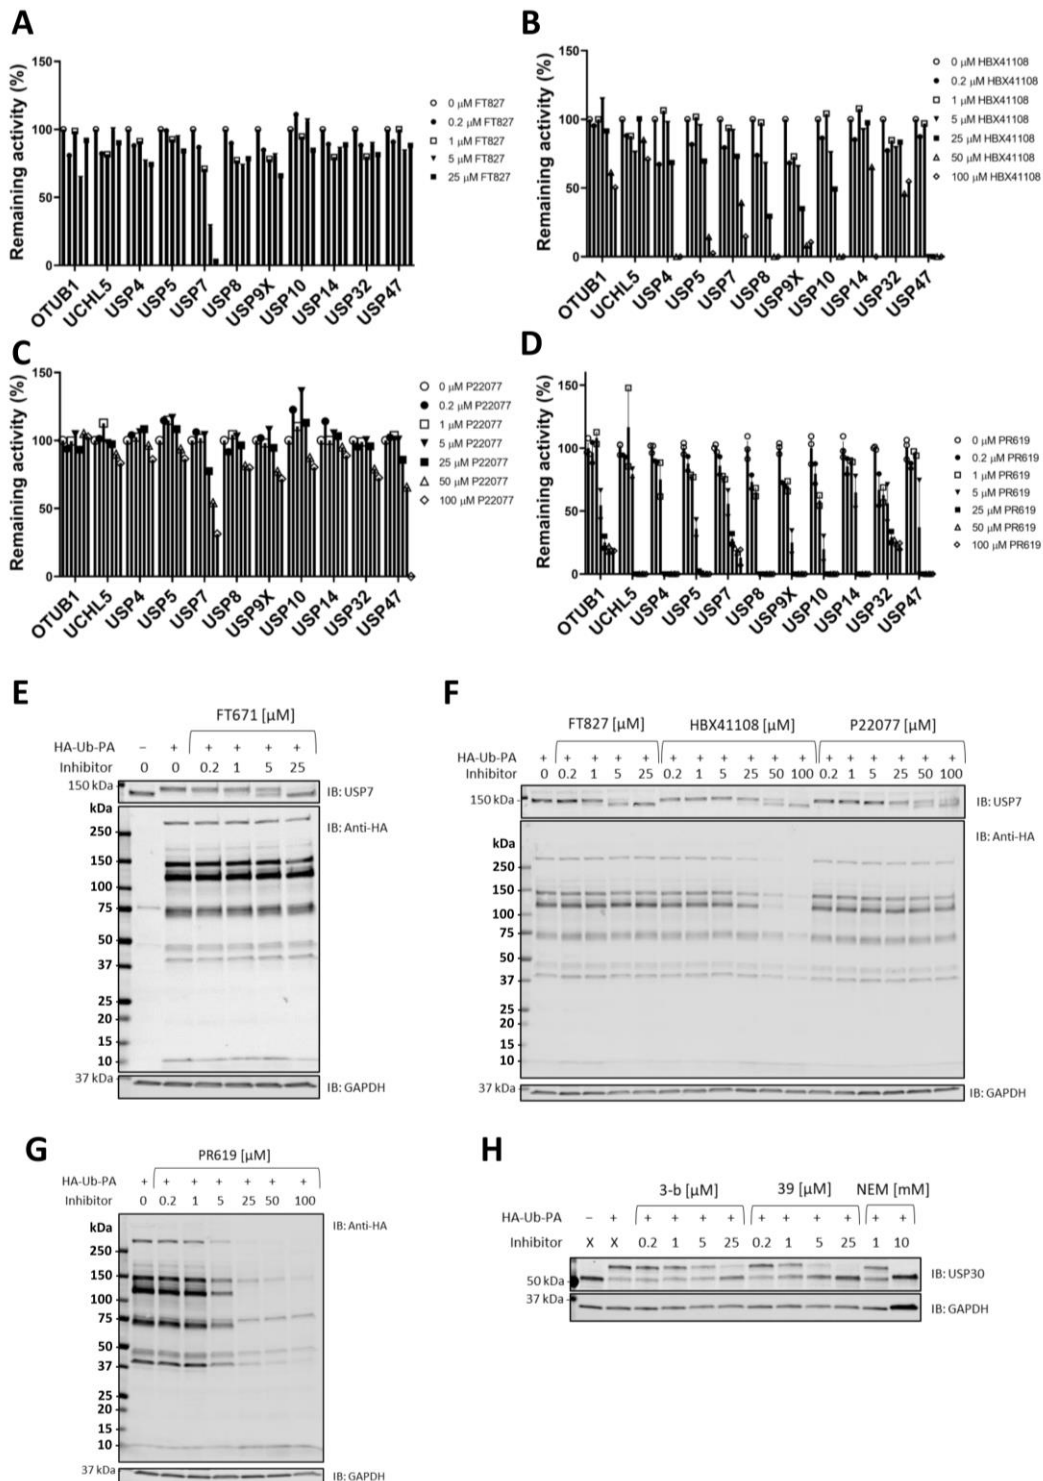 A
Remaining activity (%)
150
100
50
0
0 µM FT827
0.2 µM FT827
1 µM FT827
5 µM FT827
25 µM FT827
OTUB1
UCHL5
USP4
USP5
USP7
USP8
USP9X
USP10
USP14
USP32
USP47
B
Remaining activity (%)
150
100
50
0
0 µM HBX41108
0.2 µM HBX41108
1 µM HBX41108
5 µM HBX41108
25 µM HBX41108
50 µM HBX41108
100 µM HBX41108
OTUB1
UCHL5
USP4
USP5
USP7
USP8
USP9X
USP10
USP14
USP32
USP47
C
Remaining activity (%)
150
100
50
0
0 µM P22077
0.2 µM P22077
1 µM P22077
5 µM P22077
25 µM P22077
50 µM P22077
100 µM P22077
OTUB1
UCHL5
USP4
USP5
USP7
USP8
USP9X
USP10
USP14
USP32
USP47
D
Remaining activity (%)
150
100
50
0
0 µM PR619
0.2 µM PR619
1 µM PR619
5 µM PR619
25 µM PR619
50 µM PR619
100 µM PR619
OTUB1
UCHL5
USP4
USP5
USP7
USP8
USP9X
USP10
USP14
USP32
USP47
E
FT671 [µM]
HA-Ub-PA – + + + + +
Inhibitor 0 0 0.2 1 5 25
150 kDa
IB: USP7
kDa
IB: Anti-HA
250
150
100
75
50
37
25
20
15
10
37 kDa
IB: GAPDH
F
FT827 [µM] HBX41108 [µM] P22077 [µM]
HA-Ub-PA + + + + + + + + + + + + + + + + +
Inhibitor 0 0.2 1 5 25 0.2 1 5 25 50 100 0.2 1 5 25 50 100
150 kDa
IB: USP7
IB: Anti-HA
kDa
250
150
100
75
50
37
25
20
15
10
37 kDa
IB: GAPDH
G
PR619 [µM]
HA-Ub-PA + + + + + + +
Inhibitor 0 0.2 1 5 25 50 100
IB: Anti-HA
kDa
250
150
100
75
50
37
25
20
15
10
37 kDa
IB: GAPDH
H
3-b [µM] 39 [µM] NEM [mM]
HA-Ub-PA – + + + + + + + + + + +
Inhibitor X X 0.2 1 5 25 0.2 1 5 25 1 10
50 kDa
IB: USP30
37 kDa
IB: GAPDH